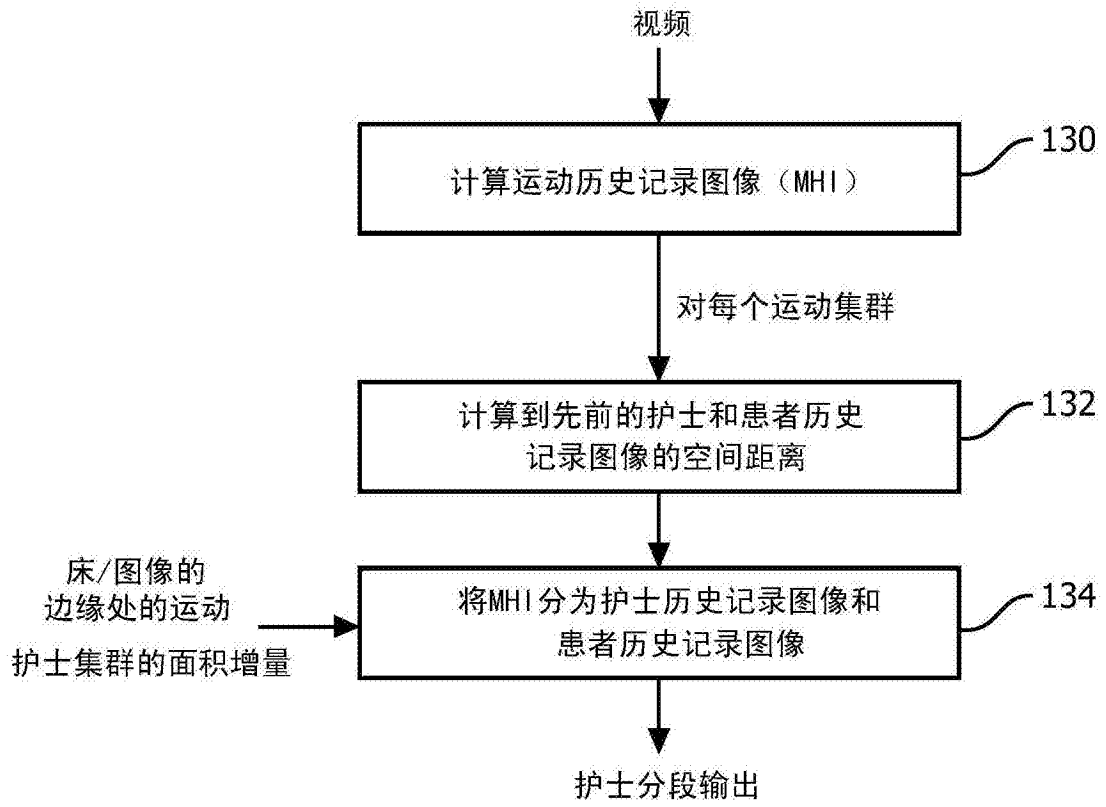 视频
计算运动历史记录图像（MHI）
130
对每个运动集群
计算到先前的护士和患者历史
记录图像的空间距离
132
床/图像的
边缘处的运动
护士集群的面积增量
将MHI分为护士历史记录图像和
患者历史记录图像
134
护士分段输出